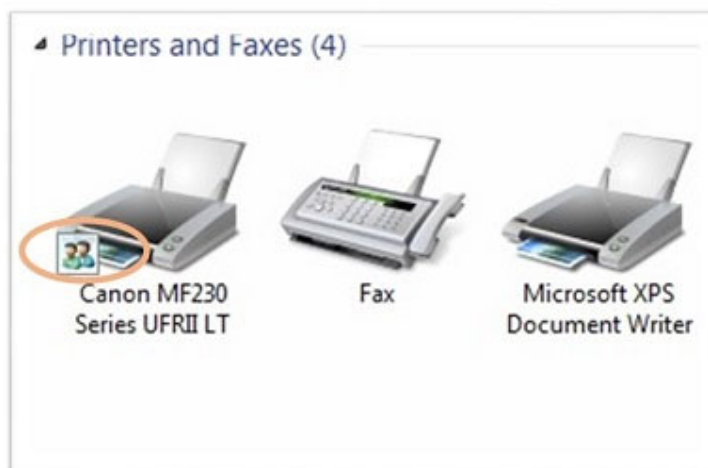 Printers and Faxes (4)
Canon MF230
Series UFRII LT
Fax
Microsoft XPS
Document Writer